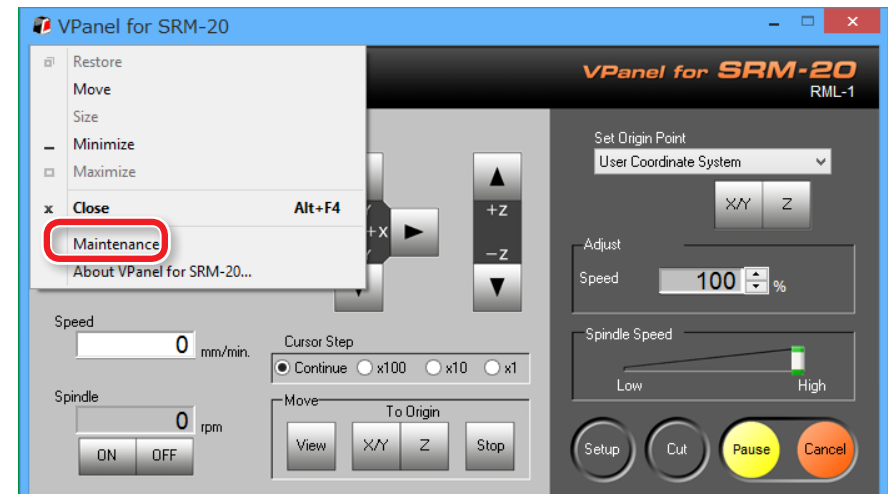 VPanel for SRM-20
Restore
Move
Size
Minimize
Maximize
x Close Alt+F4
Maintenance
About VPanel for SRM-20...
VPanel for SRM-20
RML-1
+x
+Z
−Z
Set Origin Point
User Coordinate System
X/Y Z
Adjust
Speed 100 %
Speed
0 mm/min.
Cursor Step
Continue x100 x10 x1
Spindle Speed
Low High
Spindle
0 rpm
ON OFF
Move
To Origin
View X/Y Z Stop
Setup Cut Pause Cancel